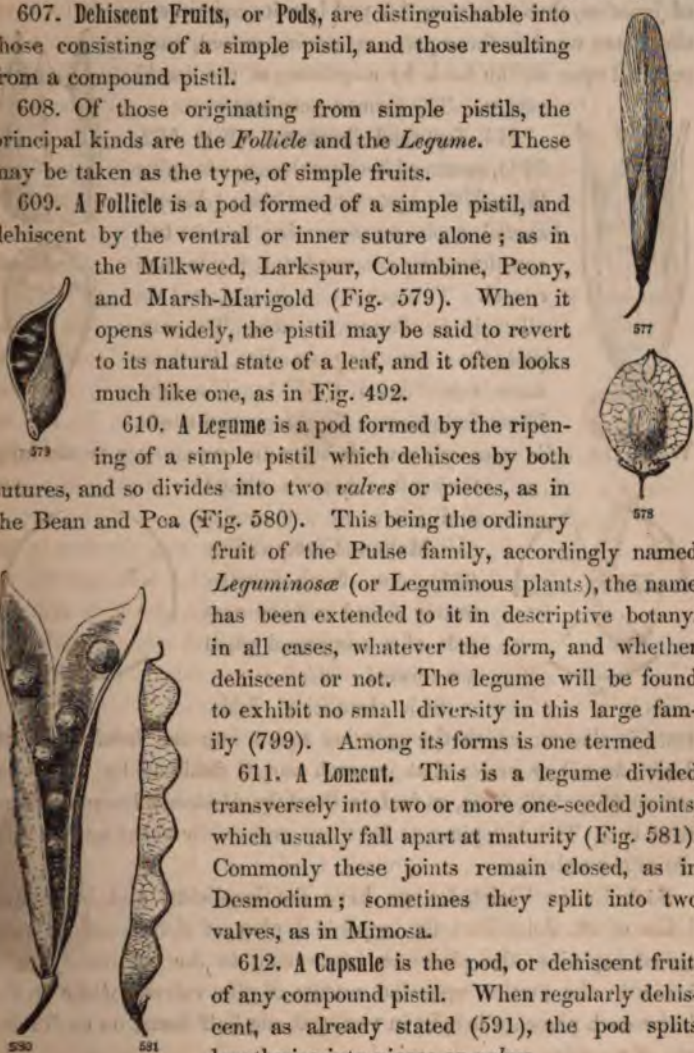 607. Dehiscent Fruits, or Pods, are distinguishable into
hose consisting of a simple pistil, and those resulting
rom a compound pistil.
608. Of those originating from simple pistils, the
rincipal kinds are the Follicle and the Legume. These
nay be taken as the type, of simple fruits.
609. A Follicle is a pod formed of a simple pistil, and
lehiscent by the ventral or inner suture alone ; as in
the Milkweed, Larkspur, Columbine, Peony,
and Marsh-Marigold (Fig. 579). When it
opens widely, the pistil may be said to revert
to its natural state of a leaf, and it often looks
much like one, as in Fig. 492.
577
610. A Legume is a pod formed by the ripen-
ing of a simple pistil which dehisces by both
579
utures, and so divides into two valves or pieces, as in
he Bean and Pea (Fig. 580). This being the ordinary
578
fruit of the Pulse family, accordingly named
Leguminosæ (or Leguminous plants), the name
has been extended to it in descriptive botany
in all cases, whatever the form, and whether
dehiscent or not. The legume will be found
to exhibit no small diversity in this large fam-
ily (799). Among its forms is one termed
611. A Loment. This is a legume divided
transversely into two or more one-seeded joints
which usually fall apart at maturity (Fig. 581)
Commonly these joints remain closed, as in
Desmodium ; sometimes they split into two
valves, as in Mimosa.
612. A Capsule is the pod, or dehiscent fruit
of any compound pistil. When regularly dehis-
cent, as already stated (591), the pod splits
580
581